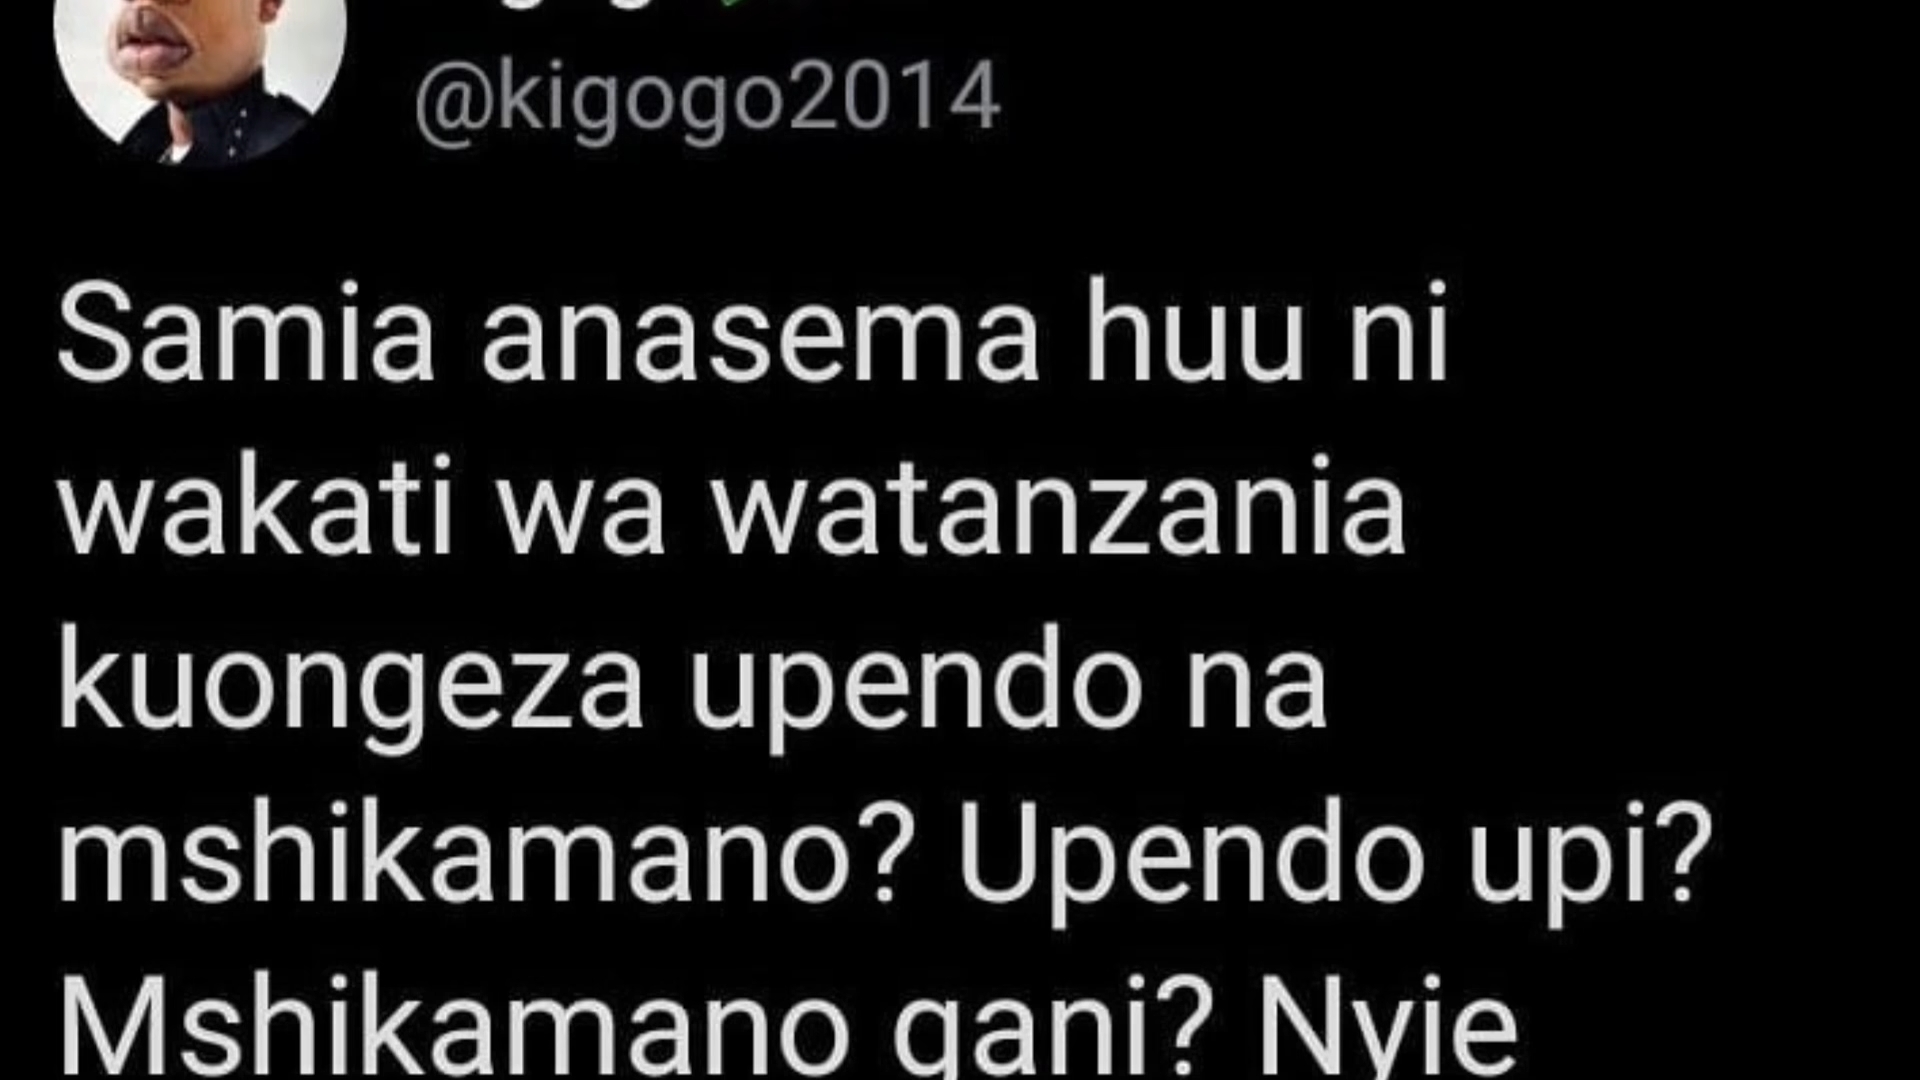 @kigogo2014
Samia anasema huu ni
wakati wa watanzania
kuongeza upendo na
mshikamano? Upendo upi?
Mshikamano gani? Nyie